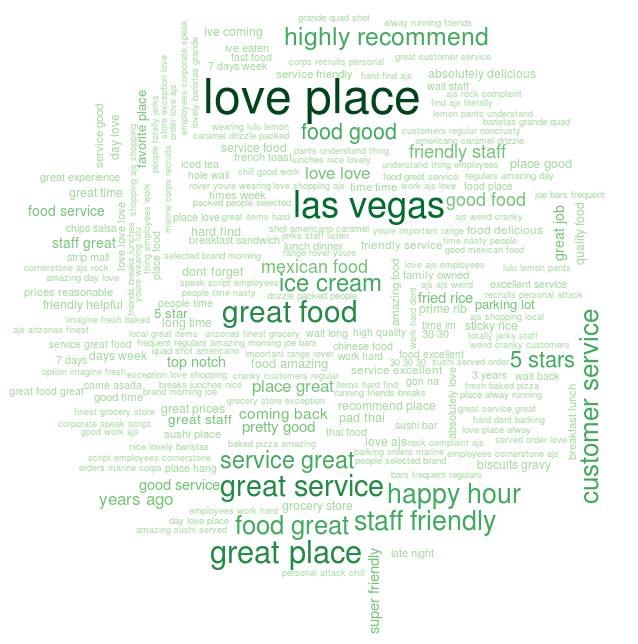 grande quad shot
alway running friends
highly recommend
ive coming
ive eaten
fast food
7 days week
corps recruits personal
great customer service
service friendly
hard find ajs
absolutely delicious
wait staff
ajs rock complaint
find ajs literally
employees corporate speak
lovely baristas grande
store exception love
order love ajs
people totally jerks
favorite place
service good
day love
love place
lemon pants understand
baristas grande quad
wearing lulu lemon
caramel drizzle packed
food good
customers regular noncrusty
americano caramel drizzle
service food
pants understand thing
friendly staff
french toast
lunches nice lovely
understand thing employees
place good
iced tea
hole wall
chill good work
love love
food great service
regulars amazing day
great experience
rover youre wearing
love shopping ajs
time time
work ajs love
food place
great time
times week
packed people selected
las vegas
good food
joe bars frequent
food service
place love
great items hard
ajs weird cranky
great job
quality food
chips salsa
hard find
shot americano caramel
youre important range
food delicious
staff great
breakfast sandwich
jerks staff listen
lunch dinner
friendly service
time nasty people
good mexican food
strip mall
range rover youre
cornerstone ajs rock
selected brand morning
mexican food
love ajs employees
lulu lemon pants
amazing day love
dont forget
family owned
speak script employees
ice cream
ajs ajs weird
excellent service
prices reasonable
people time nasty
drizzle packed people
fried rice
recruits personal attack
friendly helpful
people time
great food
prime rib
parking lot
imagine fresh baked
5 star
long time
time im
sticky rice
ajs shopping local
ajs arizonas finest
local great items
arizonas finest grocery
wait long
high quality
30 30
totally jerks staff
service great food
frequent regulars amazing
morning joe bars
chinese food
weird cranky customers
7 days
days week
quad shot americano
important range rover
work hard
food excellent
5 stars
customer service
option imagine fresh
top notch
exception love shopping
food amazing
30 30 30
sushi served order
service excellent
3 years
wait back
great food great
came asada
breaks lunches nice
cranky customers regular
gon na
fresh baked pizza
good time
brand morning joe
place great
items hard find
running friends breaks
place alway running
finest grocery store
great prices
grocery store exception
recommend place
great service great
corporate speak script
great staff
coming back
pad thai
hard dont barking
good work ajs
sushi place
pretty good
thai food
sushi bar
love place alway
nice lovely baristas
baked pizza amazing
love ajs
rock complaint ajs
served order love
script employees cornerstone
service great
barking orders marine
employees cornerstone ajs
orders marine corps
place hang
people selected brand
biscuits gravy
good service
great service
bars frequent regulars
years ago
grocery store
happy hour
employees work hard
day love place
food great
staff friendly
amazing sushi served
great place
late night
personal attack chill
super friendly
breakfast lunch
absolutely love
amazing food
work hard dont
shopping ajs shopping
marine corps recruits
love love love
friends breaks lunches
youre wearing lulu
thing employees work
place food